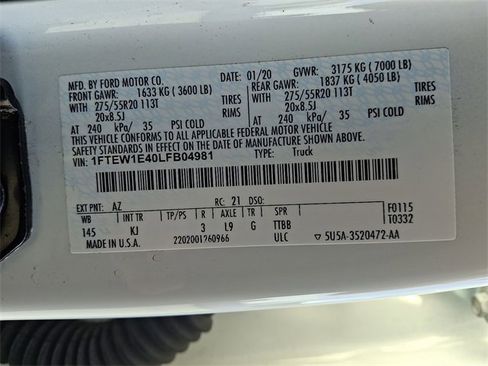 MFD. BY FORD MOTOR CO. 01/20 GVWR: 3175 KG ( 7000 LB)
FRONT GAWR: 1633 KG ( 3600 LB) REAR GAWR: 1837 KG ( 4050 LB)
WITH 275/55R20 113T TIRES WITH 275/55R20 113T TIRES
20x8.5J RIMS 20x8.5J RIMS
AT 240 kPa/ 35 PSI COLD AT 240 kPa/ 35 PSI COLD
THIS VEHICLE CONFORMS TO ALL APPLICABLE FEDERAL MOTOR VEHICLE
SAFETY STANDARDS IN EFFECT ON THE DATE OF MANUFACTURE SHOWN ABOVE.
VIN: 1FTEW1E40LFB04981 TYPE: Truck
EXT PNT: AZ RC: 21 DSO:
WB INT TR TP/PS R AXLE TR SPR F0115
145 KJ 3 L9 G TTBB T0332
MADE IN U.S.A. 2202001260966 ULC ▽ 5U5A-3520472-AA